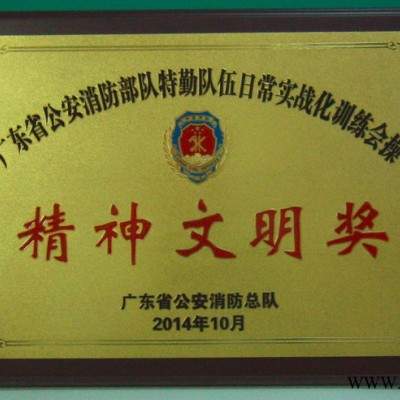 广东省公安消防部队特勤队伍日常实战化训练会操
精神文明奖
广东省公安消防总队
2014年10月